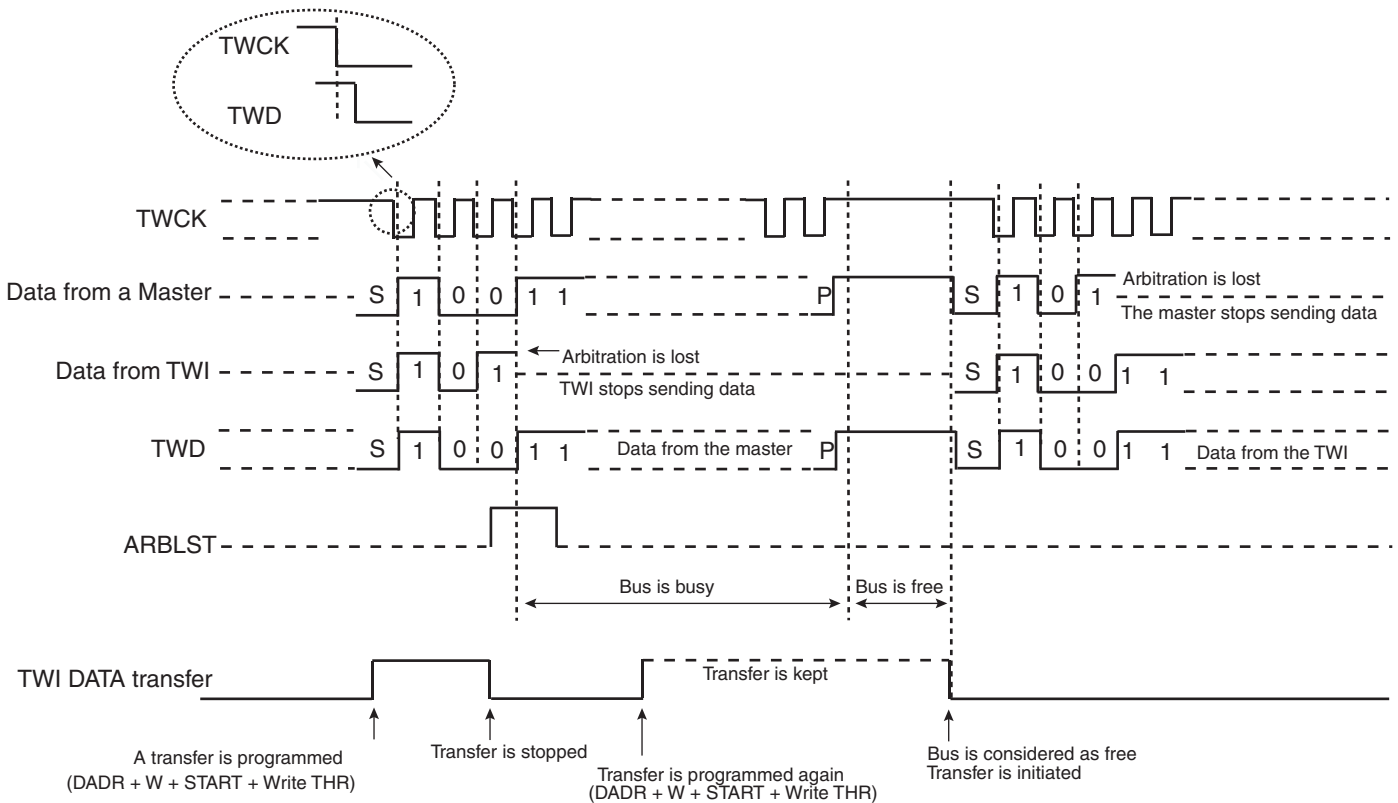 TWCK
TWD
TWCK
Data from a Master S 1 0 0 1 1 P S 1 0 1 Arbitration is lost
The master stops sending data
Data from TWI S 1 0 1 Arbitration is lost S 1 0 0 1 1
TWI stops sending data
TWD S 1 0 0 1 1 Data from the master P S 1 0 0 1 1 Data from the TWI
ARBLST
Bus is busy Bus is free
TWI DATA transfer Transfer is kept
A transfer is programmed
(DADR + W + START + Write THR)
Transfer is stopped
Transfer is programmed again
(DADR + W + START + Write THR)
Bus is considered as free
Transfer is initiated